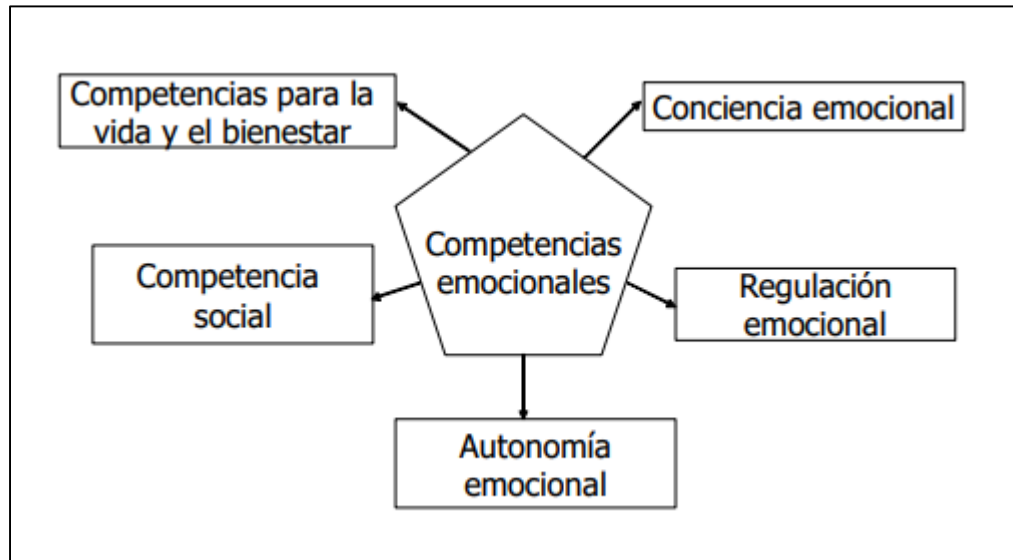 Competencias para la
vida y el bienestar
Conciencia emocional
Competencias
emocionales
Competencia
social
Regulación
emocional
Autonomía
emocional